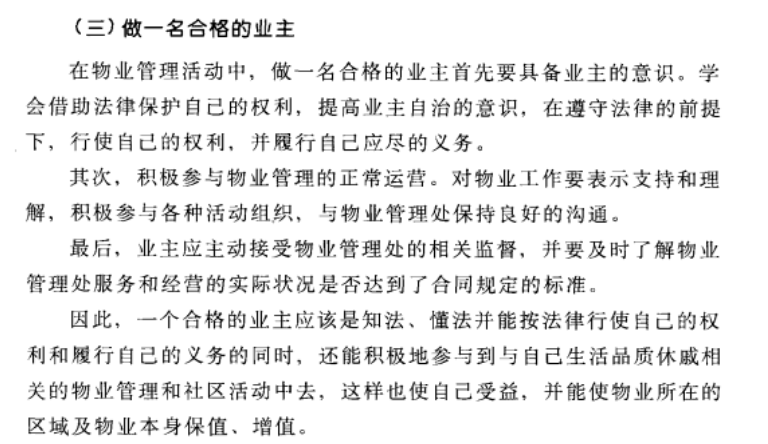 （三）做一名合格的业主
在物业管理活动中，做一名合格的业主首先要具备业主的意识。学
会借助法律保护自己的权利，提高业主自治的意识，在遵守法律的前提
下，行使自己的权利，并履行自己应尽的义务。
其次，积极参与物业管理的正常运营。对物业工作要表示支持和理
解，积极参与各种活动组织，与物业管理处保持良好的沟通。
最后，业主应主动接受物业管理处的相关监督，并要及时了解物业
管理处服务和经营的实际状况是否达到了合同规定的标准。
因此，一个合格的业主应该是知法、懂法并能按法律行使自己的权
利和履行自己的义务的同时，还能积极地参与到与自己生活品质休戚相
关的物业管理和社区活动中去，这样也使自己受益，并能使物业所在的
区域及物业本身保值、增值。